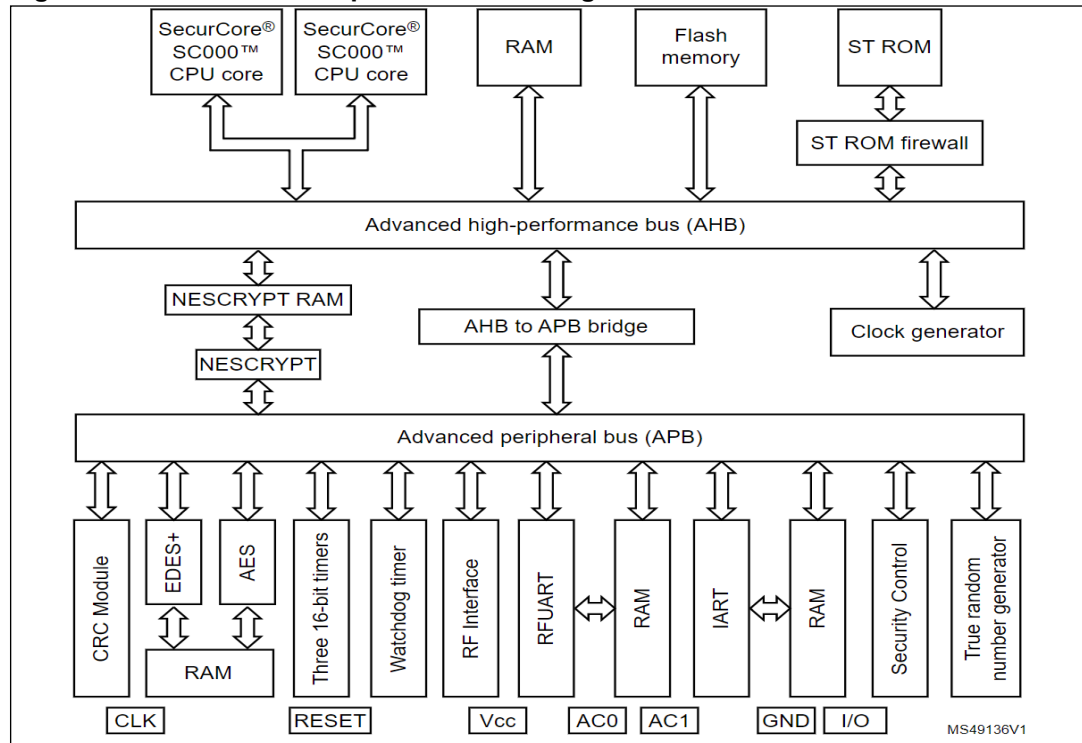 SecurCore®
SC000™
CPU core
SecurCore®
SC000™
CPU core
RAM
Flash
memory
ST ROM
ST ROM firewall
Advanced high-performance bus (AHB)
NESCRYPT RAM
AHB to APB bridge
Clock generator
NESCRYPT
Advanced peripheral bus (APB)
CRC Module
EDES+
AES
RAM
Three 16-bit timers
Watchdog timer
RF Interface
RFUART
RAM
IART
RAM
Security Control
True random
number generator
CLK
RESET
Vcc
AC0
AC1
GND
I/O
MS49136V1